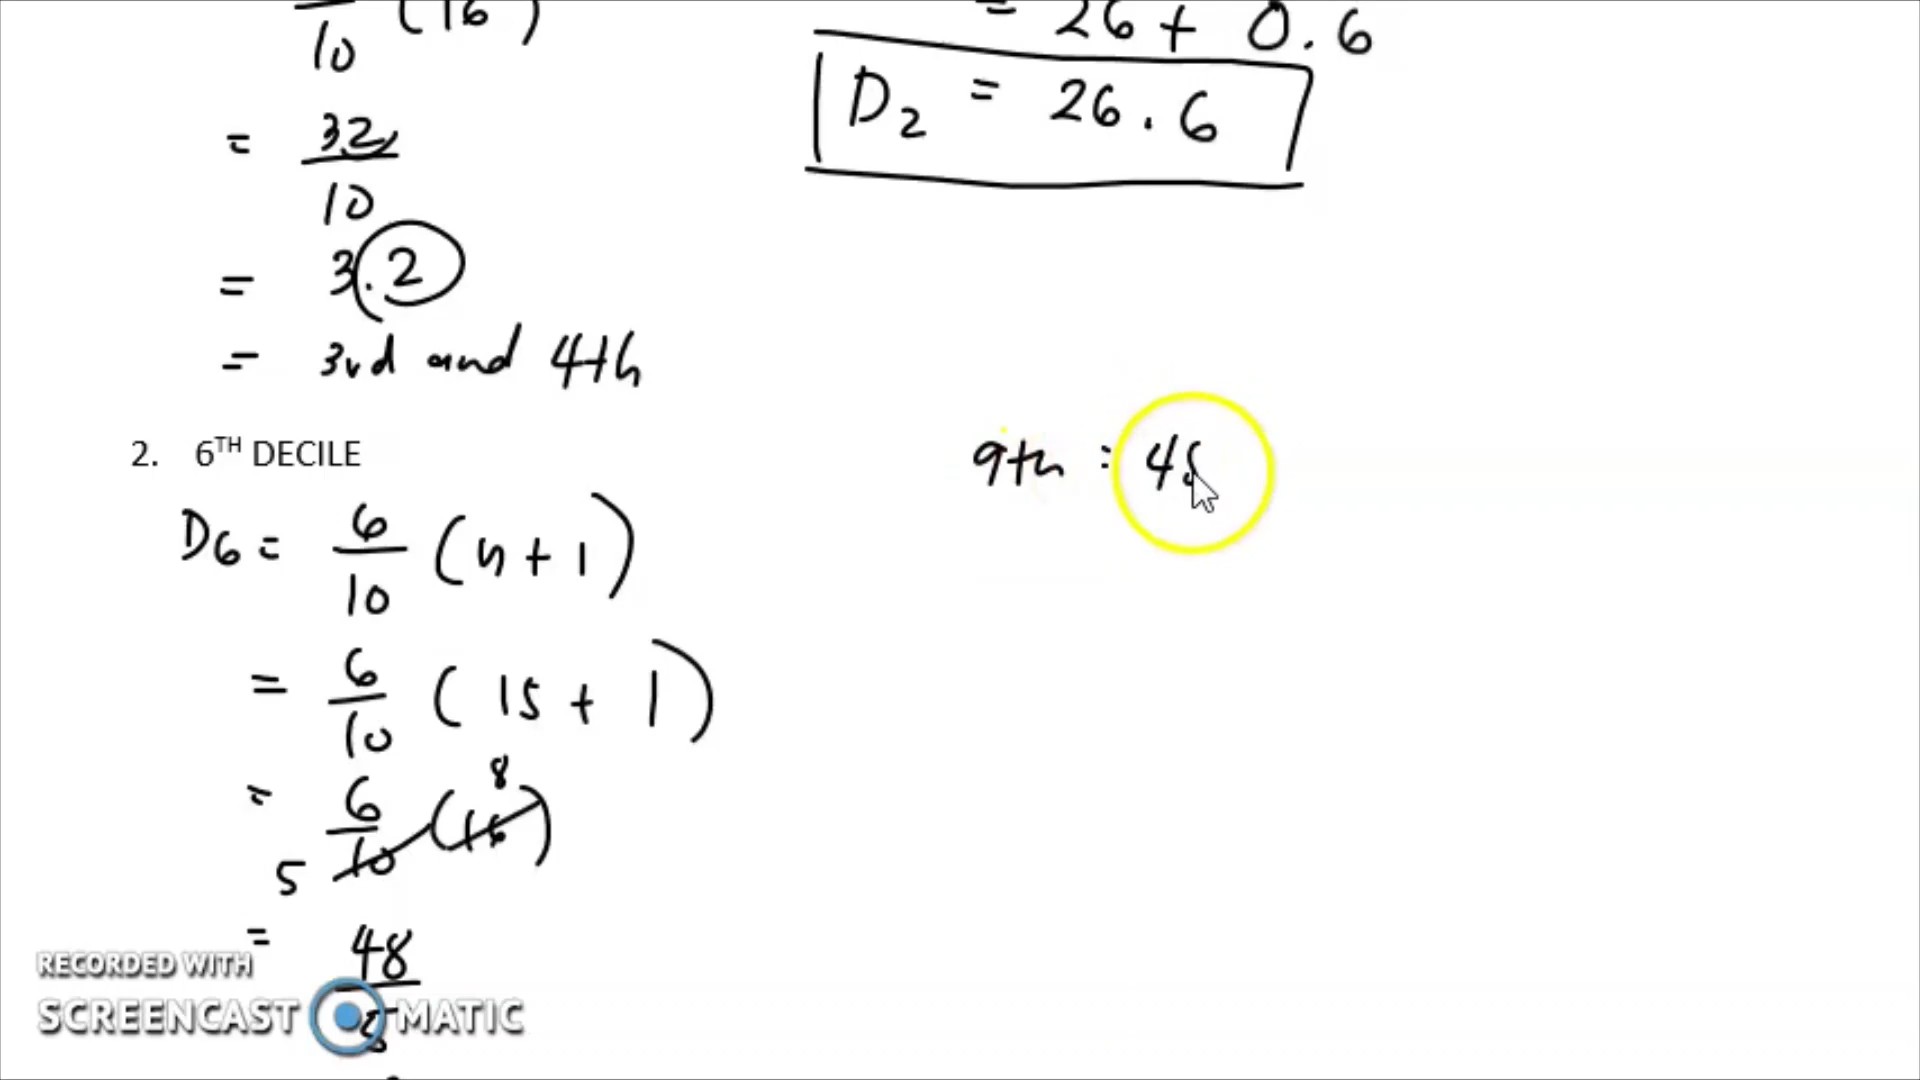 10 (16)
= 32
10
= 3.2
= 3rd and 4th
2. 6TH DECILE
D6 = 6/10 (n + 1)
= 6/10 (15 + 1)
8
= 6/10 (16)
5
= 48
5
= 26 + 0.6
D2 = 26.6
9th :
RECORDED WITH
SCREENCAST MATIC